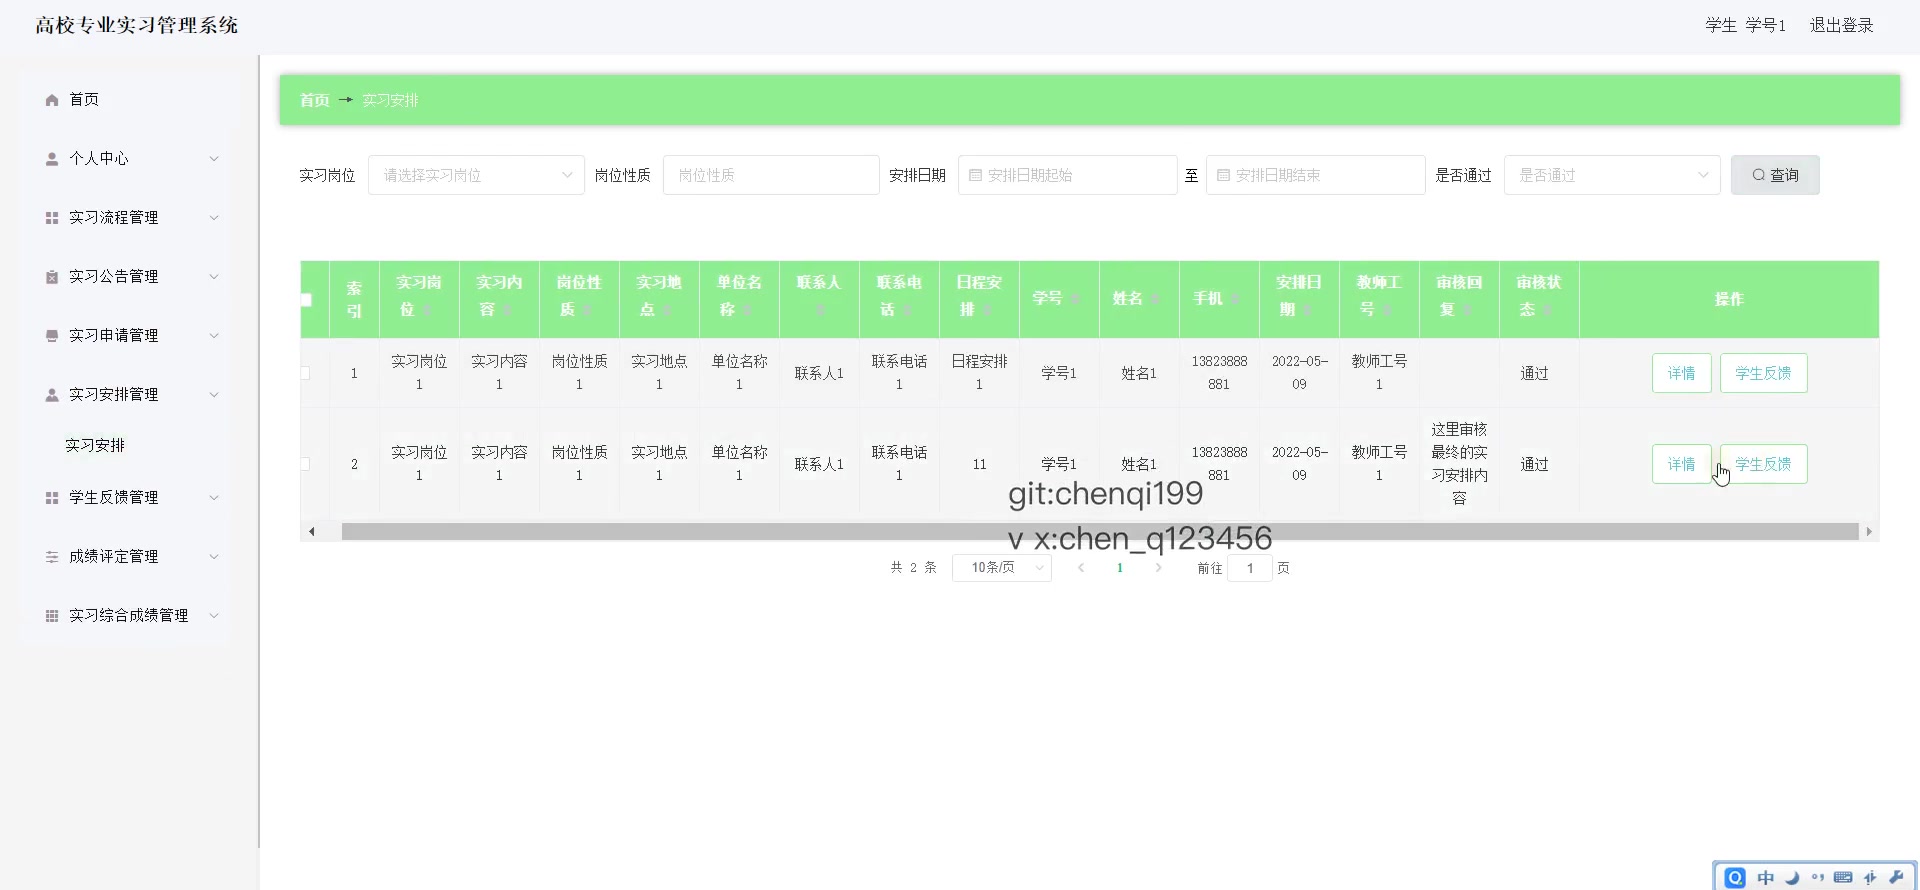 高校专业实习管理系统
学生 学号1 退出登录
首页
个人中心
实习流程管理
实习公告管理
实习申请管理
实习安排管理
实习安排
学生反馈管理
成绩评定管理
实习综合成绩管理
首页 → 实习安排
实习岗位 请选择实习岗位 岗位性质 岗位性质 安排日期 安排日期起始 至 安排日期结束 是否通过 是否通过 查询
索引 实习岗位 实习内容 岗位性质 实习地点 单位名称 联系人 联系电话 日程安排 学号 姓名 手机 安排日期 教师工号 审核回复 审核状态 操作
1 实习岗位1 实习内容1 岗位性质1 实习地点1 单位名称1 联系人1 联系电话1 日程安排1 学号1 姓名1 13823888881 2022-05-09 教师工号1 通过 详情 学生反馈
2 实习岗位1 实习内容1 岗位性质1 实习地点1 单位名称1 联系人1 联系电话1 11 学号1 姓名1 13823888881 2022-05-09 教师工号1 这里审核最终的实习安排内容 通过 详情 学生反馈
git:chenqi199
v x:chen_q123456
共 2 条 10条/页 1 前往 1 页
中